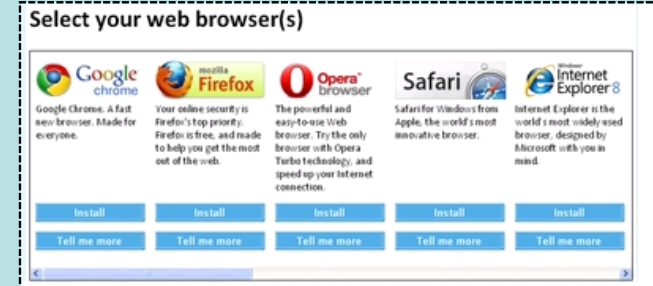 Select your web browser(s)
Google
chrome
Google Chrome. A fast
new browser. Made for
everyone.
Install
Tell me more
mozilla
Firefox
Your online security is
Firefox's top priority.
Firefox is free, and made
to help you get the most
out of the web.
Install
Tell me more
Opera™
browser
The powerful and
easy-to-use Web
browser. Try the only
browser with Opera
Turbo technology, and
speed up your Internet
connection.
Install
Tell me more
Safari
Safari for Windows from
Apple, the world's most
innovative browser.
Install
Tell me more
Windows
Internet
Explorer 8
Internet Explorer is the
world's most widely used
browser, designed by
Microsoft with you in
mind.
Install
Tell me more